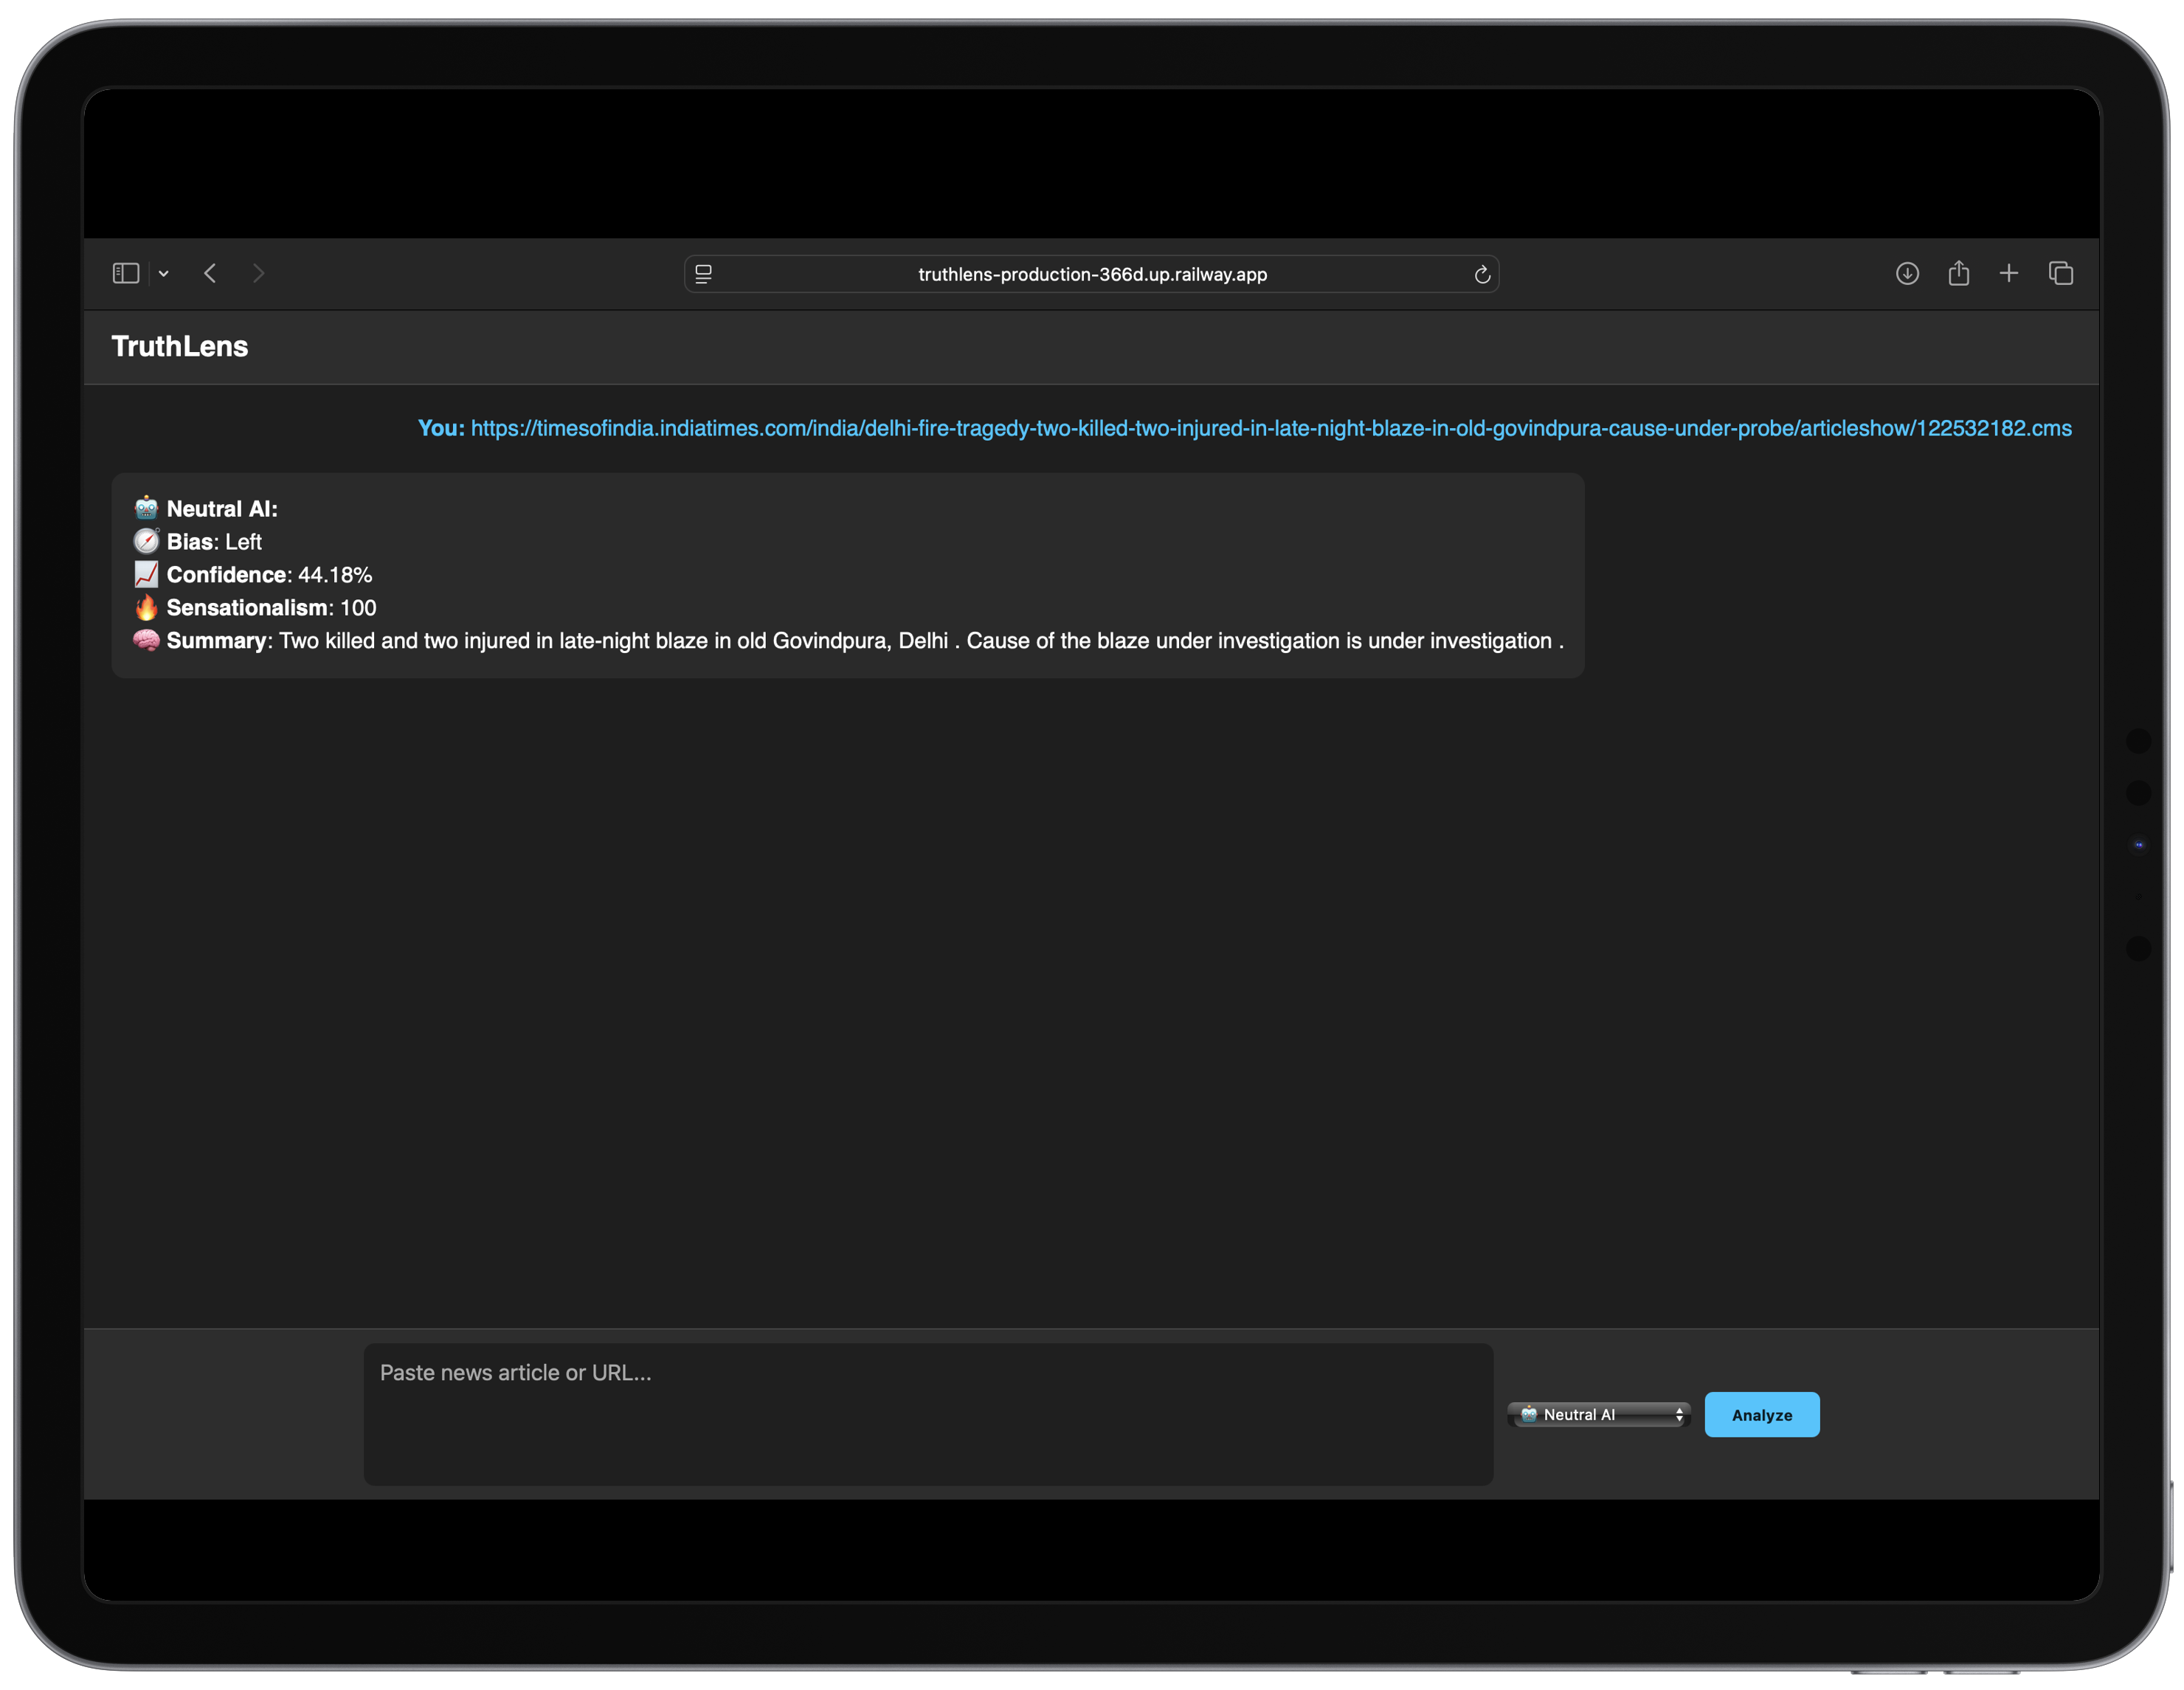 truthlens-production-366d.up.railway.app
TruthLens
You: https://timesofindia.indiatimes.com/india/delhi-fire-tragedy-two-killed-two-injured-in-late-night-blaze-in-old-govindpura-cause-under-probe/articleshow/122532182.cms
🤖 Neutral AI:
🧭 Bias: Left
📈 Confidence: 44.18%
🔥 Sensationalism: 100
🧠 Summary: Two killed and two injured in late-night blaze in old Govindpura, Delhi . Cause of the blaze under investigation is under investigation .
Paste news article or URL...
🤖 Neutral AI
Analyze